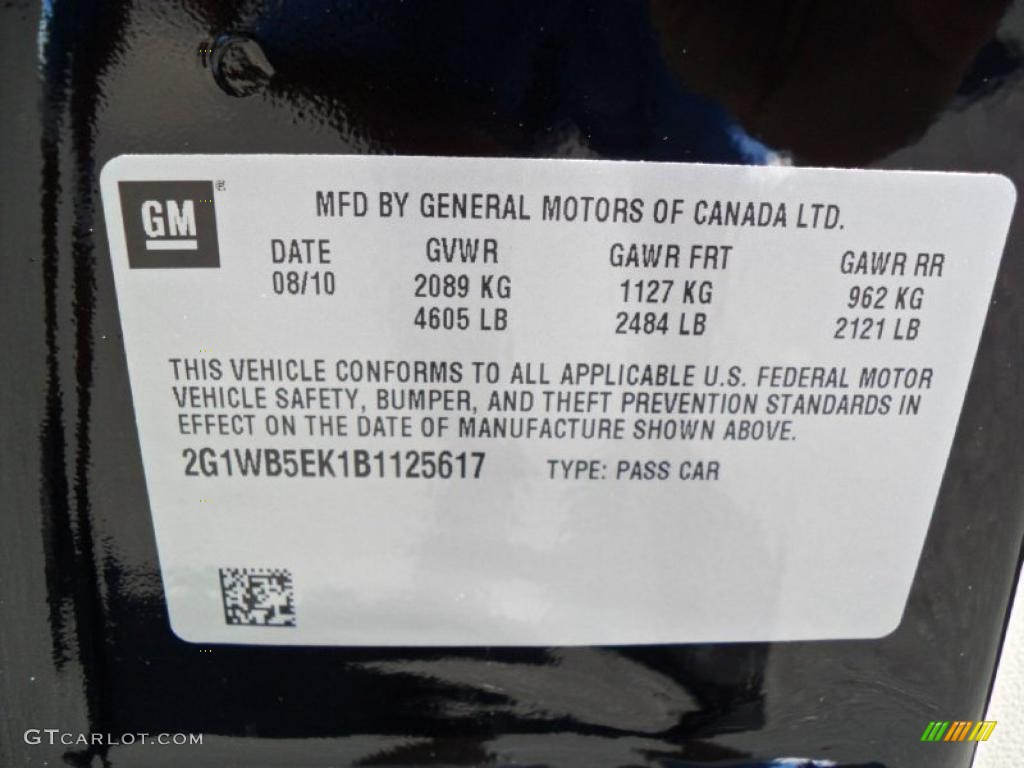 GM ®
MFD BY GENERAL MOTORS OF CANADA LTD.
DATE GVWR GAWR FRT GAWR RR
08/10 2089 KG 1127 KG 962 KG
4605 LB 2484 LB 2121 LB
THIS VEHICLE CONFORMS TO ALL APPLICABLE U.S. FEDERAL MOTOR
VEHICLE SAFETY, BUMPER, AND THEFT PREVENTION STANDARDS IN
EFFECT ON THE DATE OF MANUFACTURE SHOWN ABOVE.
2G1WB5EK1B1125617 TYPE: PASS CAR
GTCARLOT.COM